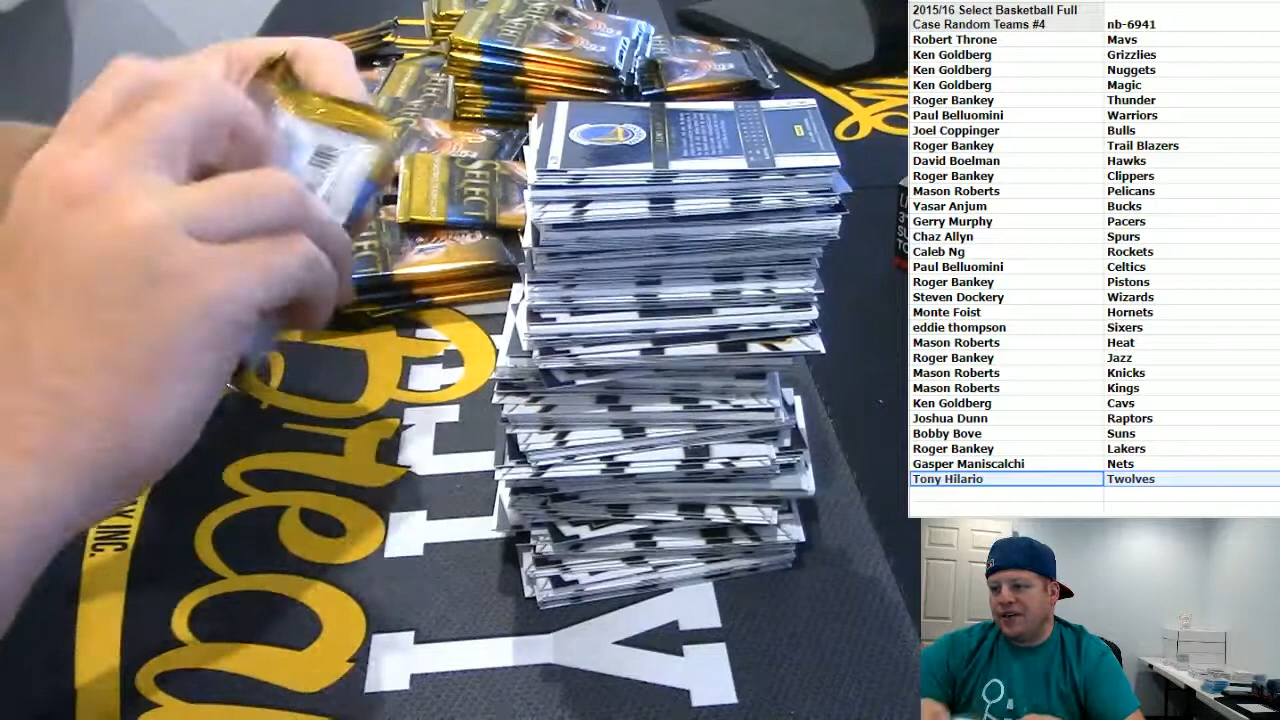 2015/16 Select Basketball Full
Case Random Teams #4 nb-6941
Robert Throne Mavs
Ken Goldberg Grizzlies
Ken Goldberg Nuggets
Ken Goldberg Magic
Roger Bankey Thunder
Paul Belluomini Warriors
Joel Coppinger Bulls
Roger Bankey Trail Blazers
David Boelman Hawks
Roger Bankey Clippers
Mason Roberts Pelicans
Yasar Anjum Bucks
Gerry Murphy Pacers
Chaz Allyn Spurs
Caleb Ng Rockets
Paul Belluomini Celtics
Roger Bankey Pistons
Steven Dockery Wizards
Monte Foist Hornets
eddie thompson Sixers
Mason Roberts Heat
Roger Bankey Jazz
Mason Roberts Knicks
Mason Roberts Kings
Ken Goldberg Cavs
Joshua Dunn Raptors
Bobby Bove Suns
Roger Bankey Lakers
Gasper Maniscalchi Nets
Tony Hilario Twolves
SELECT
INC.